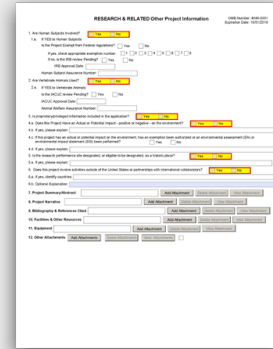 RESEARCH & RELATED Other Project Information
OMB Number: 4040-0001
Expiration Date: 10/31/2019
1. Are Human Subjects Involved? Yes No
1.a. If YES to Human Subjects
Is the Project Exempt from Federal regulations? Yes No
If yes, check appropriate exemption number. 1 2 3 4 5 6 7 8
If no, is the IRB review Pending? Yes No
IRB Approval Date:
Human Subject Assurance Number:
2. Are Vertebrate Animals Used? Yes No
2.a. If YES to Vertebrate Animals
Is the IACUC review Pending? Yes No
IACUC Approval Date:
Animal Welfare Assurance Number:
3. Is proprietary/privileged information included in the application? Yes No
4.a. Does this Project Have an Actual or Potential Impact - positive or negative - on the environment? Yes No
4.b. If yes, please explain:
4.c. If this project has an actual or potential impact on the environment, has an exemption been authorized or an environmental assessment (EA) or
environmental impact statement (EIS) been performed? Yes No
4.d. If yes, please explain:
5. Is the research performance site designated, or eligible to be designated, as a historic place? Yes No
5.a. If yes, please explain:
6. Does this project involve activities outside of the United States or partnerships with international collaborators? Yes No
6.a. If yes, identify countries:
6.b. Optional Explanation:
7. Project Summary/Abstract Add Attachment Delete Attachment View Attachment
8. Project Narrative Add Attachment Delete Attachment View Attachment
9. Bibliography & References Cited Add Attachment Delete Attachment View Attachment
10. Facilities & Other Resources Add Attachment Delete Attachment View Attachment
11. Equipment Add Attachment Delete Attachment View Attachment
12. Other Attachments Add Attachments Delete Attachments View Attachments